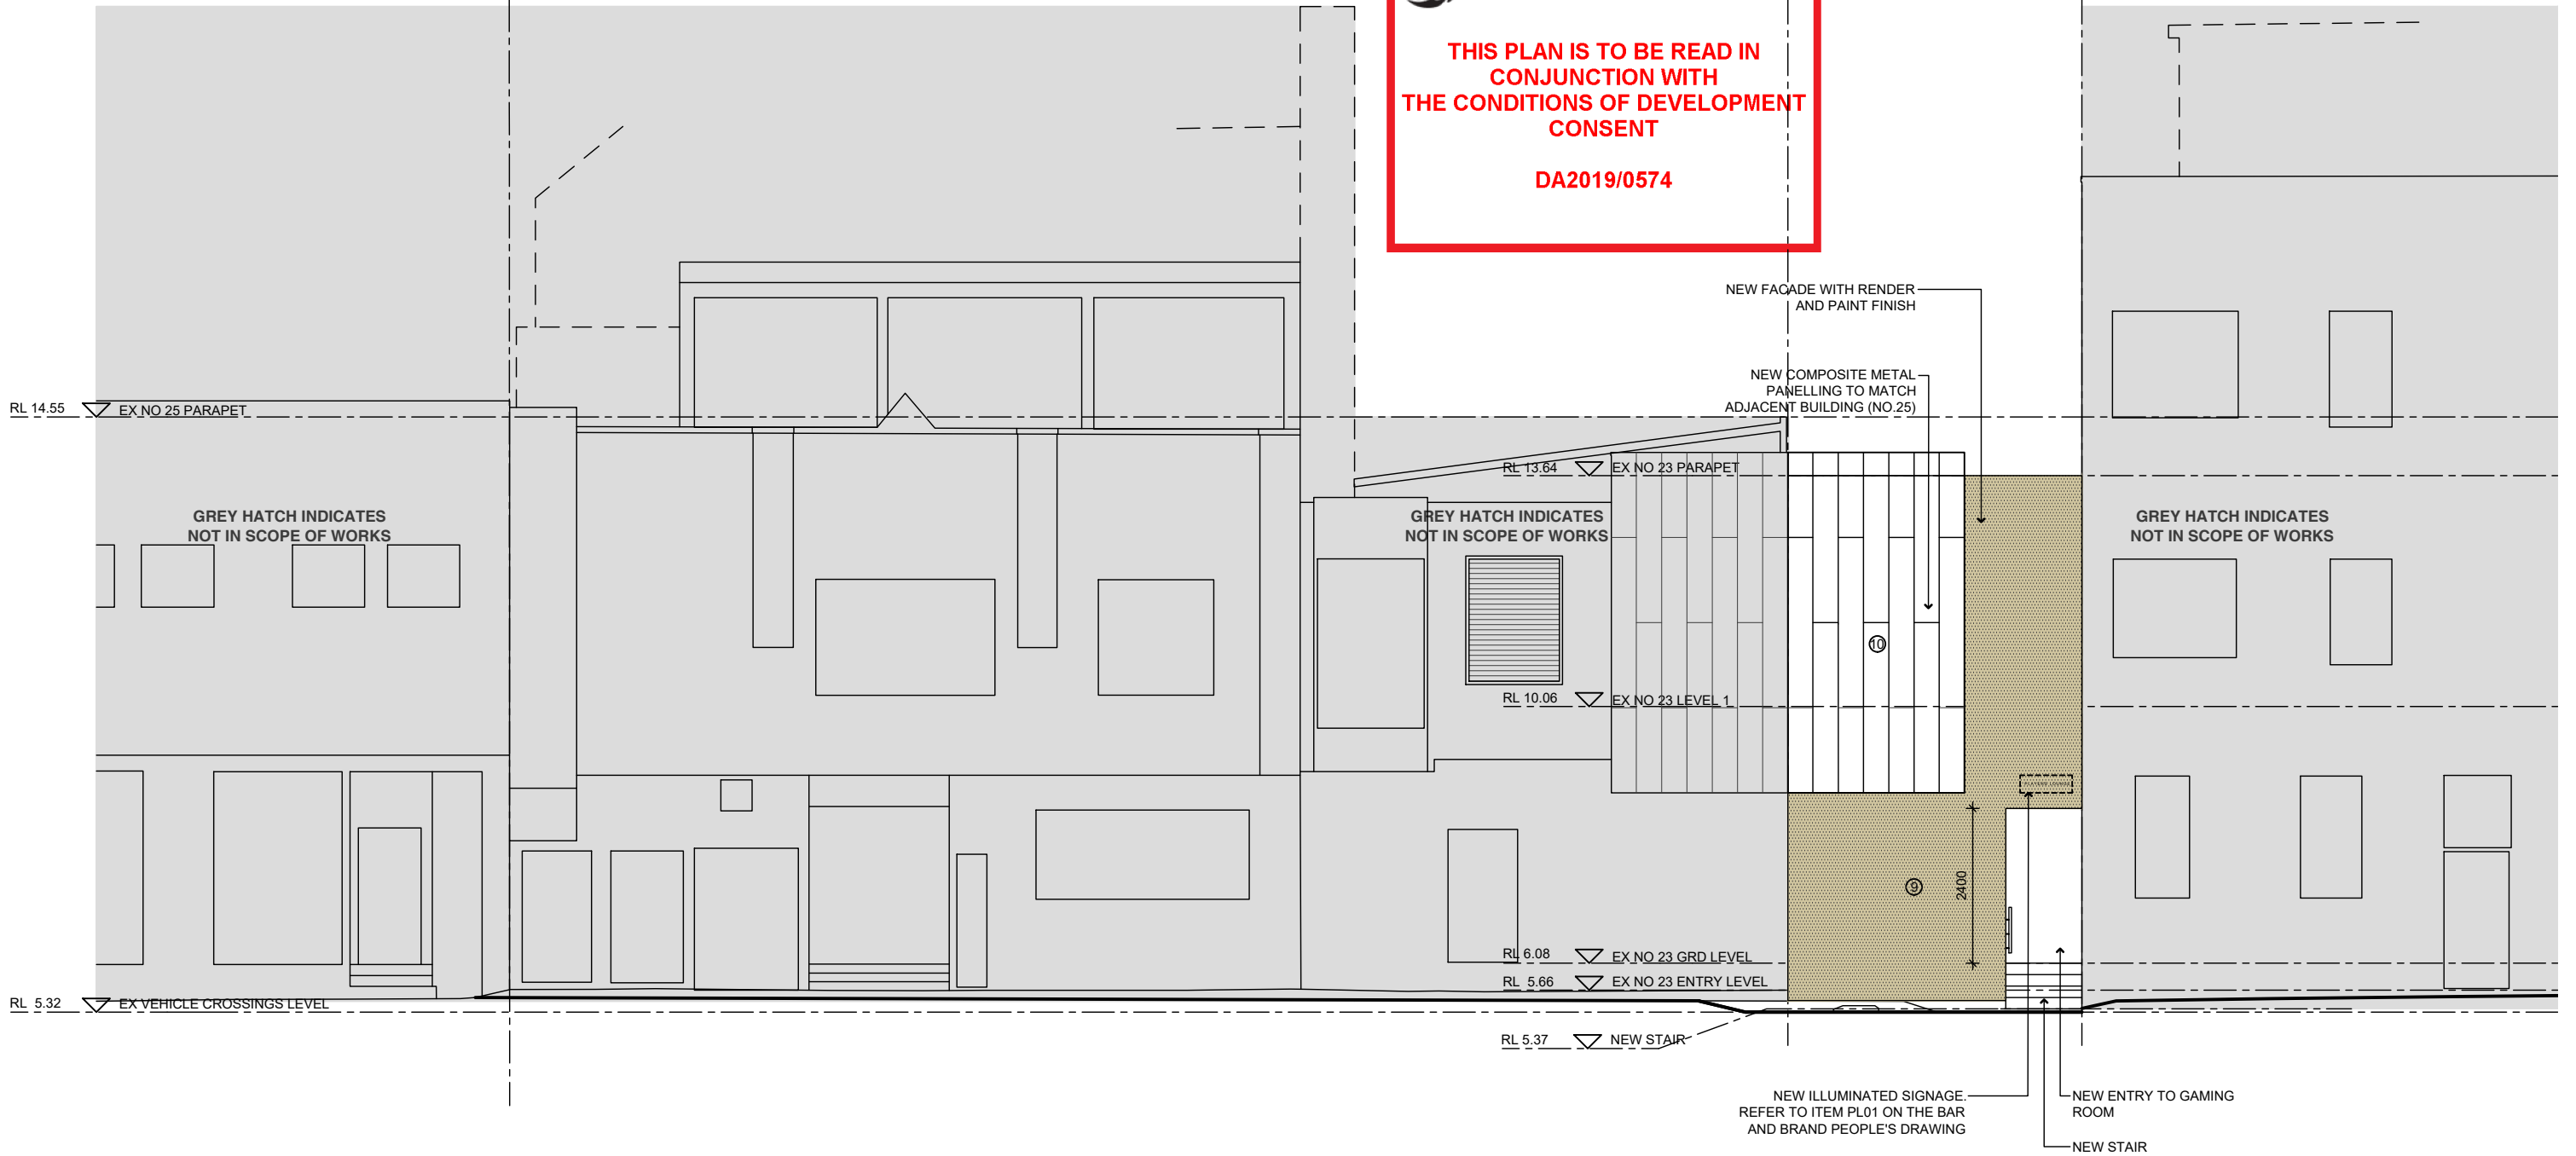 THIS PLAN IS TO BE READ IN
CONJUNCTION WITH
THE CONDITIONS OF DEVELOPMENT
CONSENT
DA2019/0574
NEW FACADE WITH RENDER
AND PAINT FINISH
NEW COMPOSITE METAL
PANELLING TO MATCH
ADJACENT BUILDING (NO.25)
RL 14.55 EX NO 25 PARAPET
RL 13.64 EX NO 23 PARAPET
GREY HATCH INDICATES
NOT IN SCOPE OF WORKS
GREY HATCH INDICATES
NOT IN SCOPE OF WORKS
GREY HATCH INDICATES
NOT IN SCOPE OF WORKS
10
RL 10.06 EX NO 23 LEVEL 1
9
2400
RL 6.08 EX NO 23 GRD LEVEL
RL 5.66 EX NO 23 ENTRY LEVEL
RL 5.32 EX VEHICLE CROSSINGS LEVEL
RL 5.37 NEW STAIR
NEW ILLUMINATED SIGNAGE.
REFER TO ITEM PL01 ON THE BAR
AND BRAND PEOPLE'S DRAWING
NEW ENTRY TO GAMING
ROOM
NEW STAIR